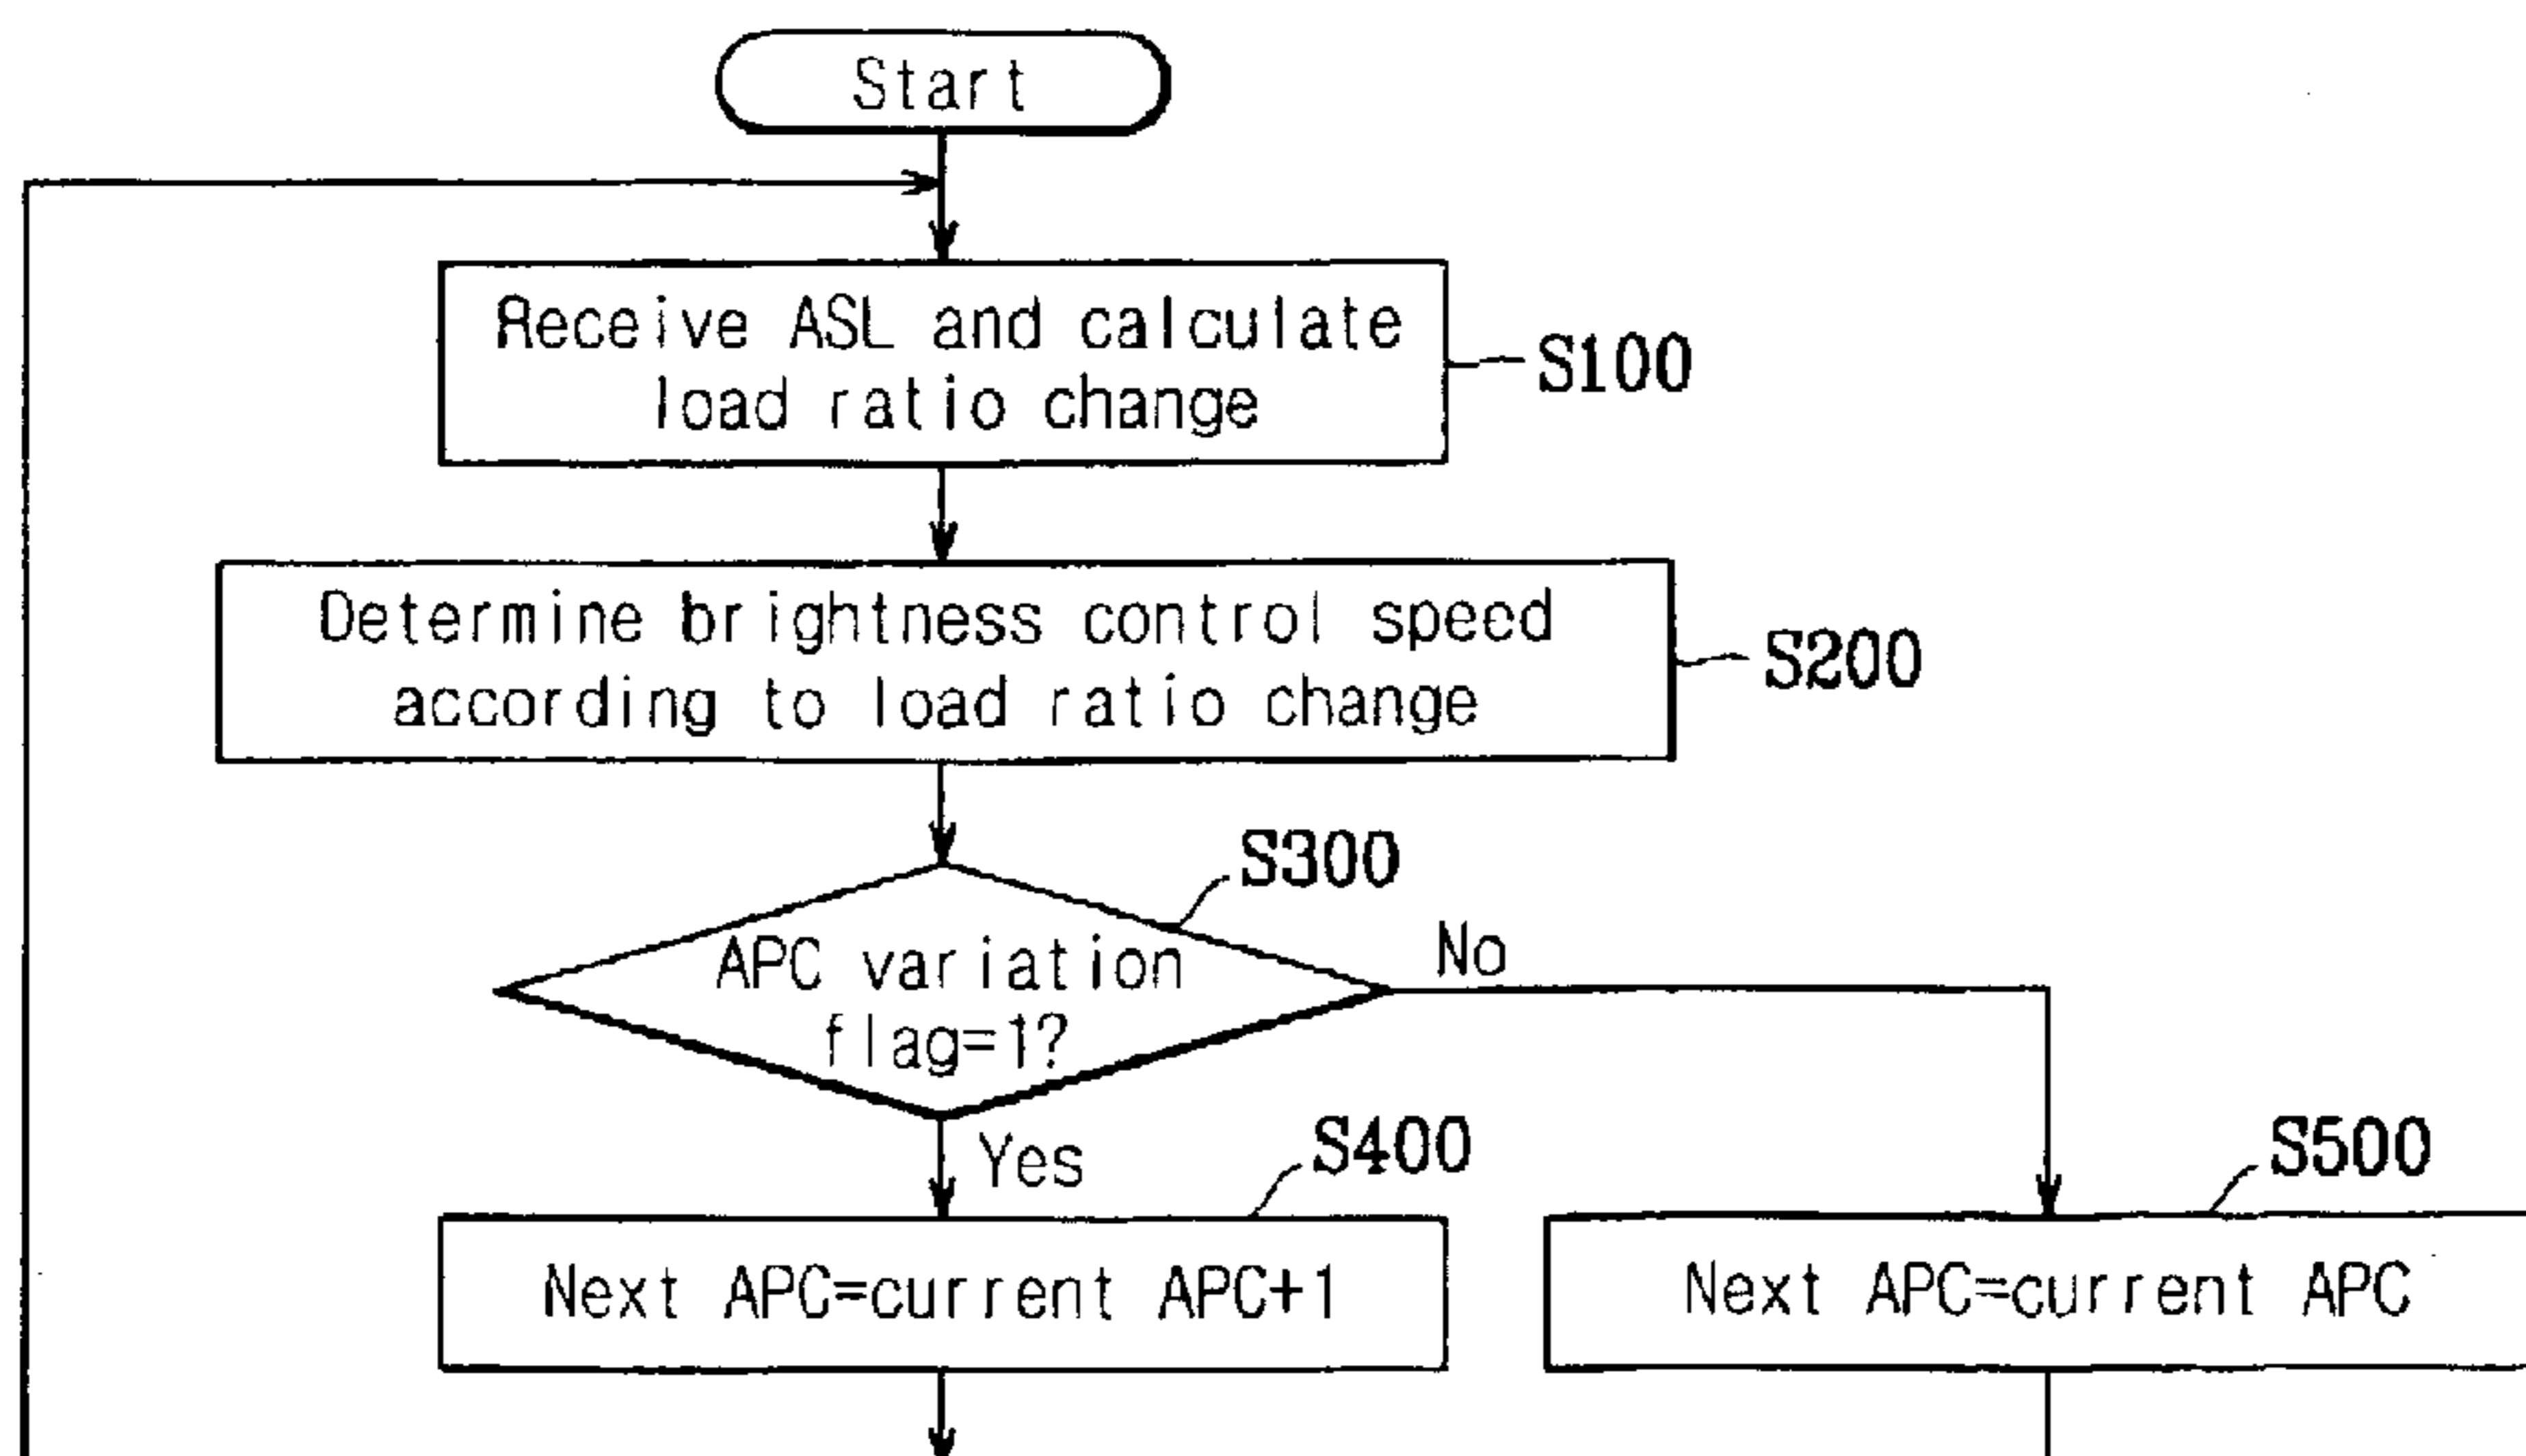 Start
Receive ASL and calculate
load ratio change
S100
Determine brightness control speed
according to load ratio change
S200
S300
APC variation
flag=1?
No
Yes
S400
S500
Next APC=current APC+1
Next APC=current APC